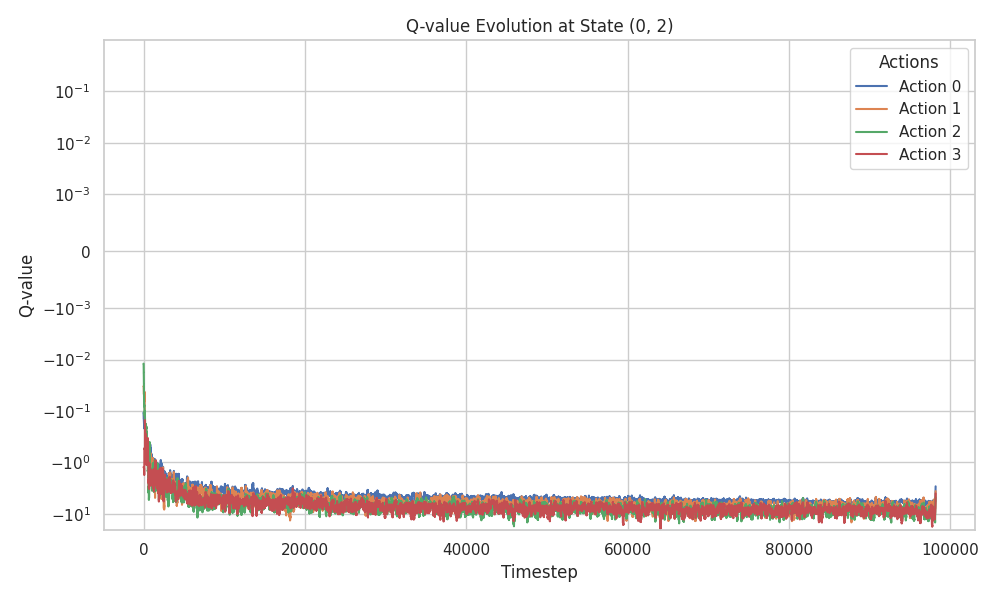 Q-value Evolution at State (0, 2)
Q-value
10⁻¹
10⁻²
10⁻³
0
−10⁻³
−10⁻²
−10⁻¹
−10⁰
−10¹
Actions
Action 0
Action 1
Action 2
Action 3
0
20000
40000
60000
80000
100000
Timestep